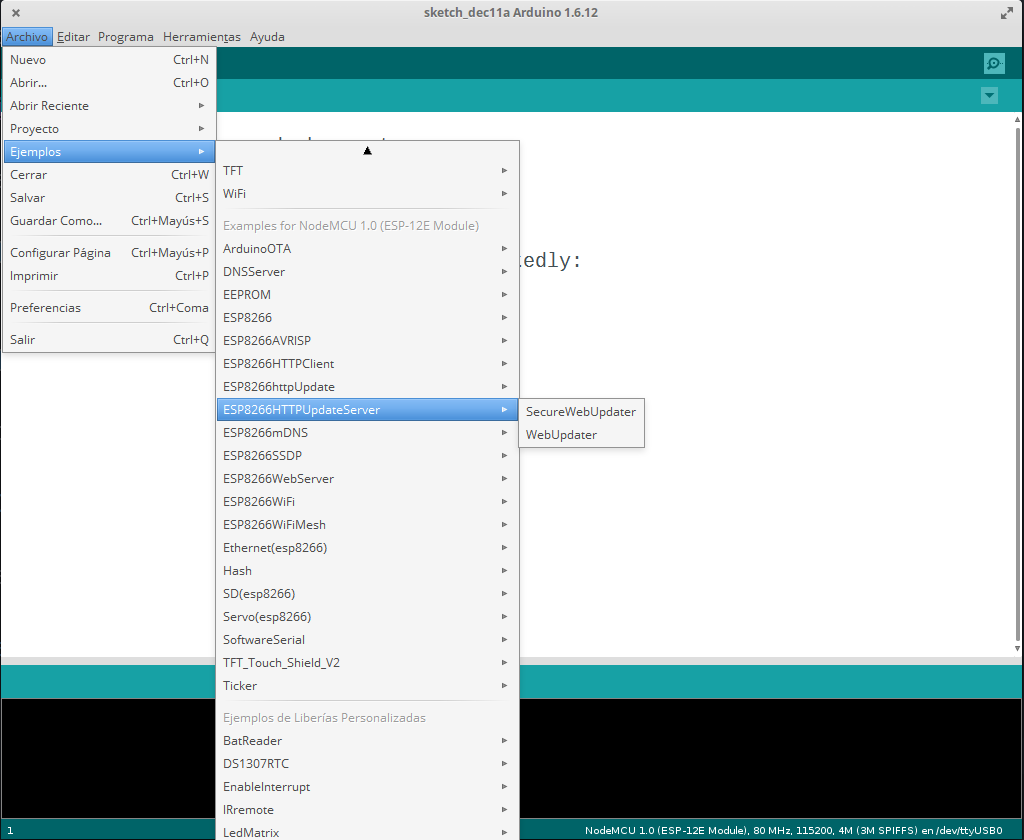 sketch_dec11a Arduino 1.6.12
Archivo Editar Programa Herramientas Ayuda
Nuevo Ctrl+N
Abrir... Ctrl+O
Abrir Reciente
Proyecto
Ejemplos
Cerrar Ctrl+W
Salvar Ctrl+S
Guardar Como... Ctrl+Mayús+S
Configurar Página Ctrl+Mayús+P
Imprimir Ctrl+P
Preferencias Ctrl+Coma
Salir Ctrl+Q
TFT
WiFi
Examples for NodeMCU 1.0 (ESP-12E Module)
ArduinoOTA
DNSServer
EEPROM
ESP8266
ESP8266AVRISP
ESP8266HTTPClient
ESP8266httpUpdate
ESP8266HTTPUpdateServer
ESP8266mDNS
ESP8266SSDP
ESP8266WebServer
ESP8266WiFi
ESP8266WiFiMesh
Ethernet(esp8266)
Hash
SD(esp8266)
Servo(esp8266)
SoftwareSerial
TFT_Touch_Shield_V2
Ticker
Ejemplos de Liberías Personalizadas
BatReader
DS1307RTC
EnableInterrupt
IRremote
LedMatrix
SecureWebUpdater
WebUpdater
edly:
1
NodeMCU 1.0 (ESP-12E Module), 80 MHz, 115200, 4M (3M SPIFFS) en /dev/ttyUSB0